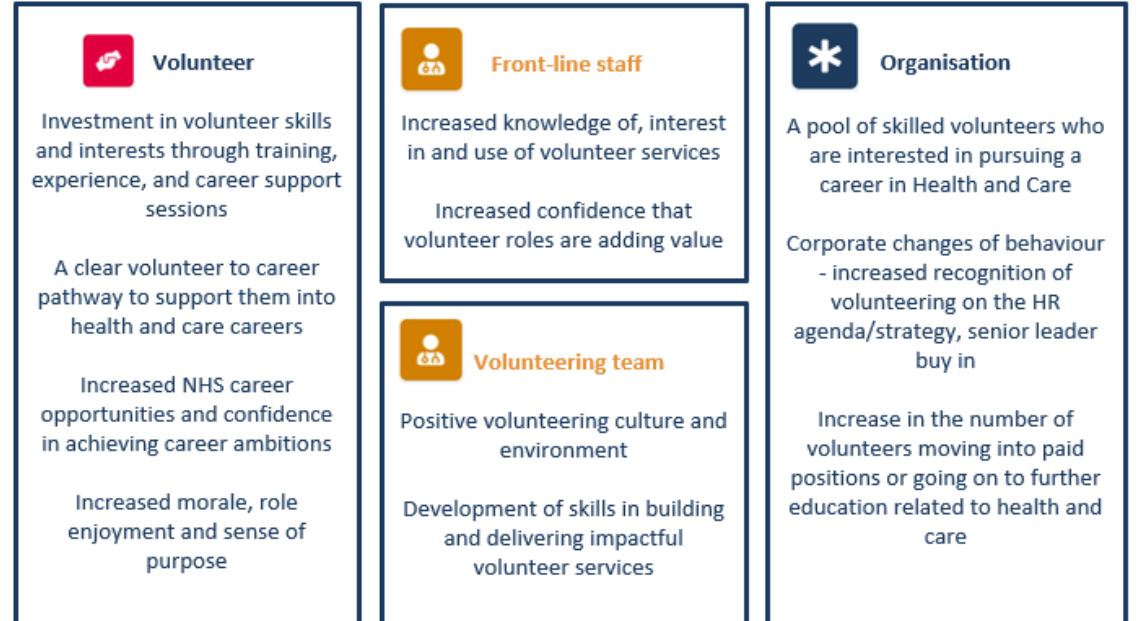 Volunteer
Investment in volunteer skills
and interests through training,
experience, and career support
sessions
A clear volunteer to career
pathway to support them into
health and care careers
Increased NHS career
opportunities and confidence
in achieving career ambitions
Increased morale, role
enjoyment and sense of
purpose
Front-line staff
Increased knowledge of, interest
in and use of volunteer services
Increased confidence that
volunteer roles are adding value
Volunteering team
Positive volunteering culture and
environment
Development of skills in building
and delivering impactful
volunteer services
Organisation
A pool of skilled volunteers who
are interested in pursuing a
career in Health and Care
Corporate changes of behaviour
- increased recognition of
volunteering on the HR
agenda/strategy, senior leader
buy in
Increase in the number of
volunteers moving into paid
positions or going on to further
education related to health and
care